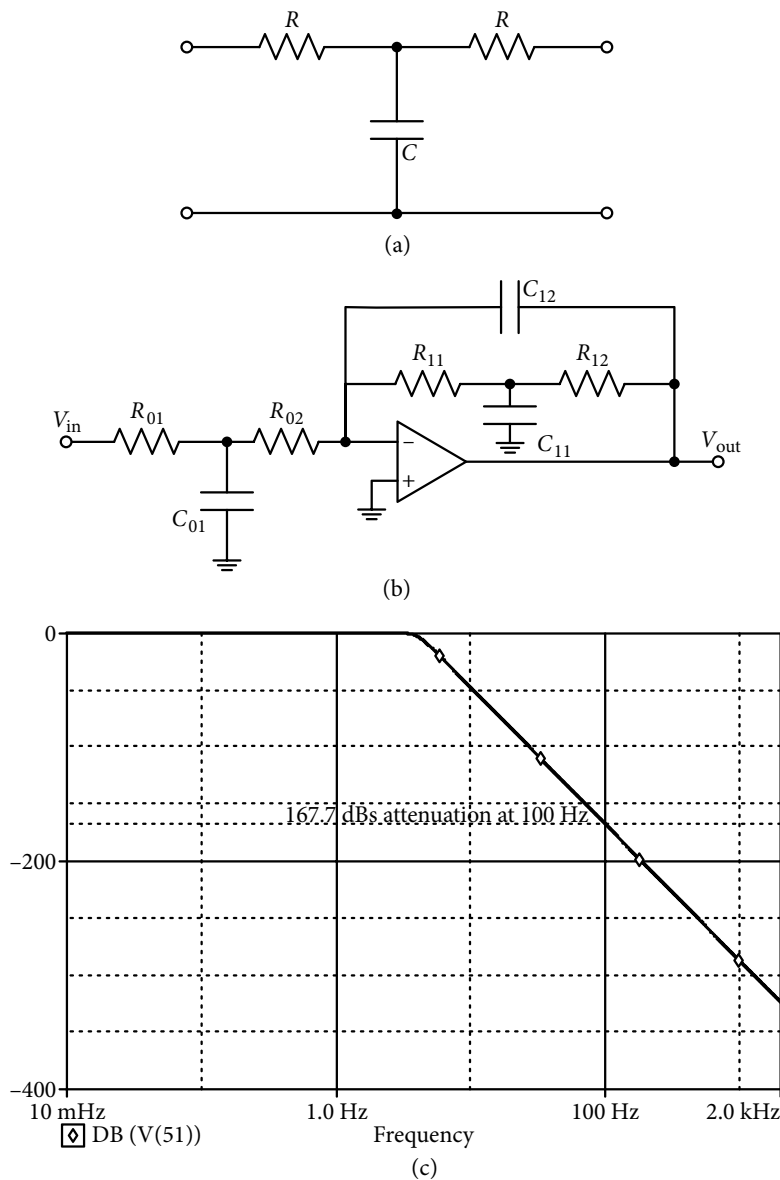 R R
C
(a)
C12
R11 R12
Vin R01 R02
C11 Vout
− +
C01
(b)
0
167.7 dBs attenuation at 100 Hz
−200
−400
10 mHz 1.0 Hz 100 Hz 2.0 kHz
DB (V(51)) Frequency
(c)